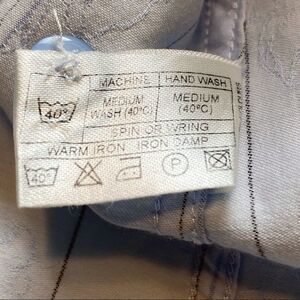 MACHINE HAND WASH
40° MEDIUM WASH (40°C) MEDIUM (40°C)
SPIN OR WRING
WARM IRON IRON DAMP
40° P